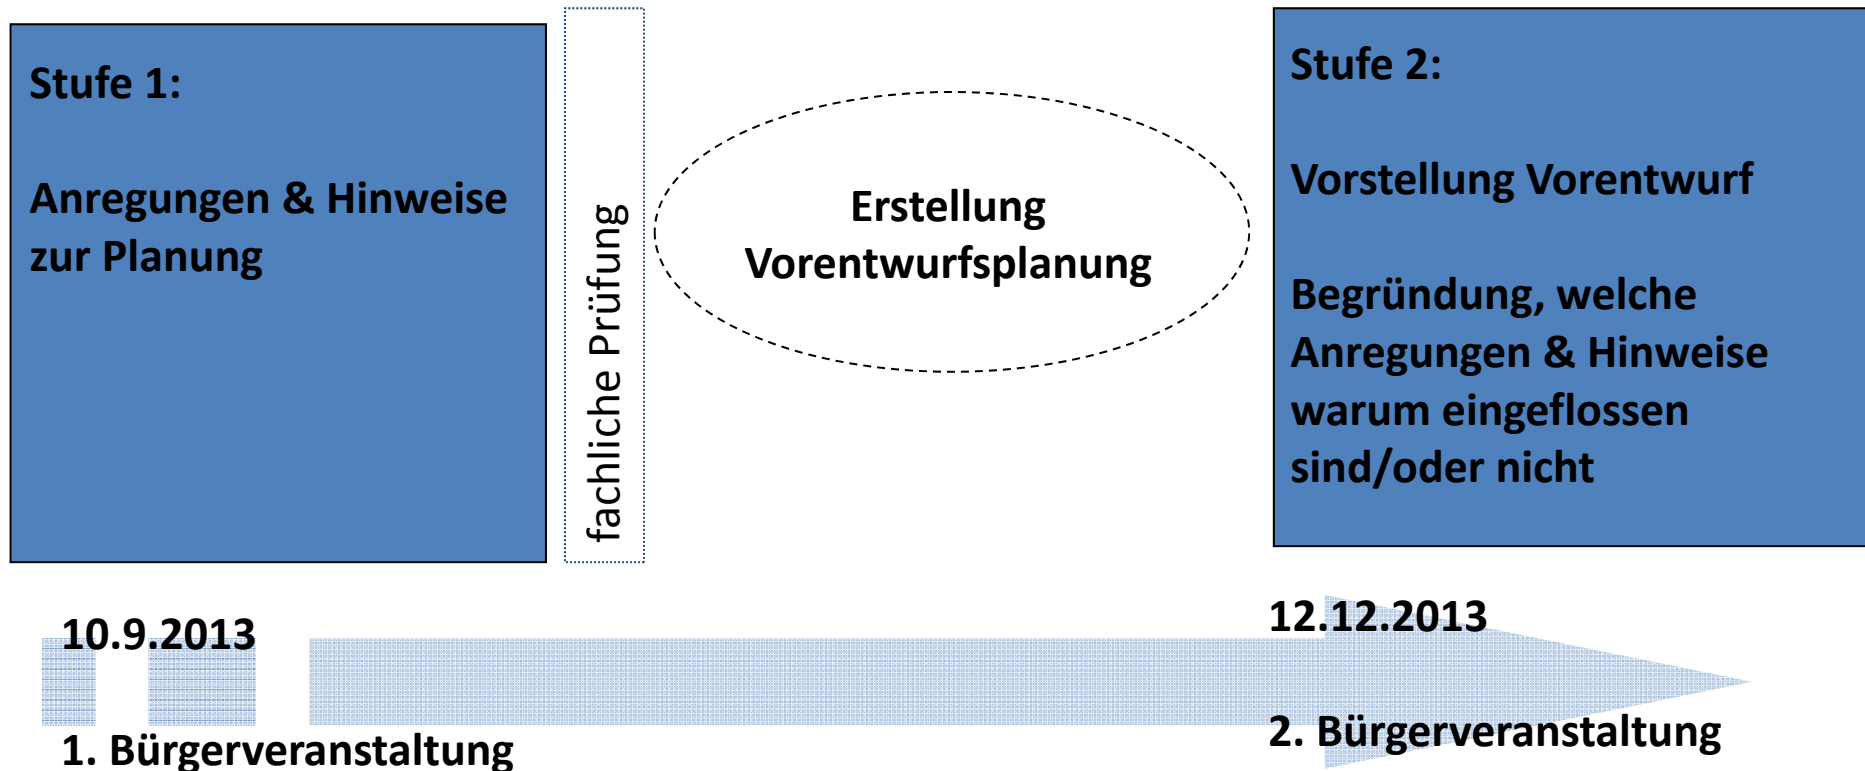 Stufe 1:
Anregungen & Hinweise
zur Planung
fachliche Prüfung
Erstellung
Vorentwurfsplanung
Stufe 2:
Vorstellung Vorentwurf
Begründung, welche
Anregungen & Hinweise
warum eingeflossen
sind/oder nicht
10.9.2013
1. Bürgerveranstaltung
12.12.2013
2. Bürgerveranstaltung